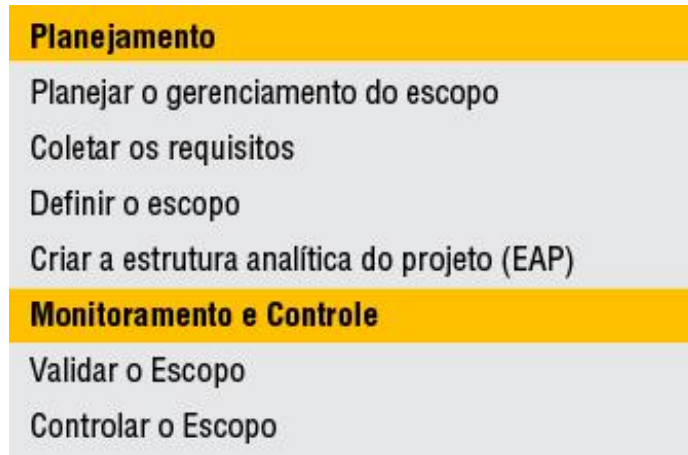 Planejamento
Planejar o gerenciamento do escopo
Coletar os requisitos
Definir o escopo
Criar a estrutura analítica do projeto (EAP)
Monitoramento e Controle
Validar o Escopo
Controlar o Escopo